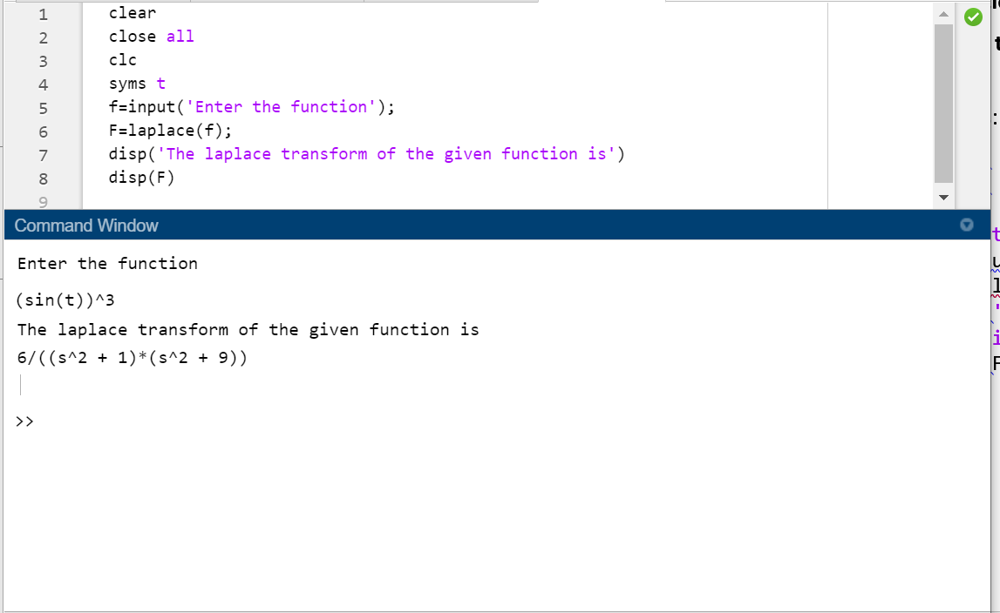 1 clear
2 close all
3 clc
4 syms t
5 f=input('Enter the function');
6 F=laplace(f);
7 disp('The laplace transform of the given function is')
8 disp(F)
9
Command Window
Enter the function
(sin(t))^3
The laplace transform of the given function is
6/((s^2 + 1)*(s^2 + 9))
>>